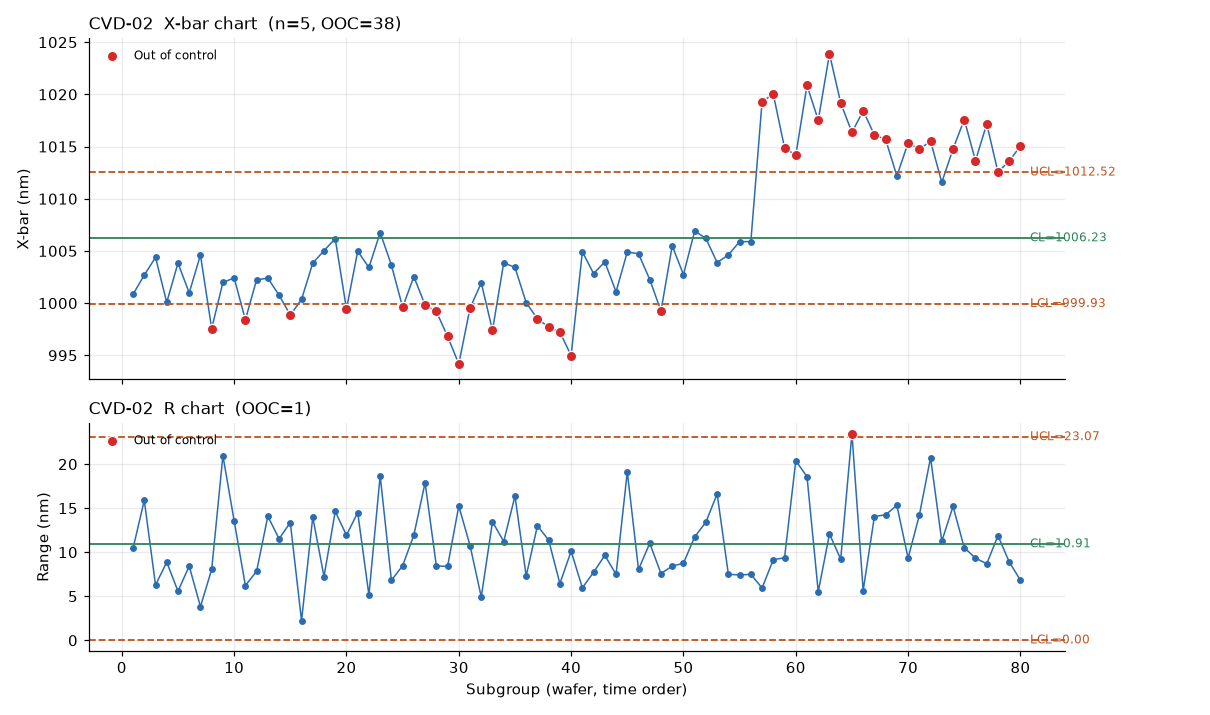 CVD-02  X-bar chart  (n=5, OOC=38)
Out of control
1025
1020
1015
1010
1005
1000
995
X-bar (nm)
UCL=1012.52
CL=1006.23
LCL=999.93
CVD-02  R chart  (OOC=1)
Out of control
20
15
10
5
0
Range (nm)
UCL=23.07
CL=10.91
LCL=0.00
0 10 20 30 40 50 60 70 80
Subgroup (wafer, time order)